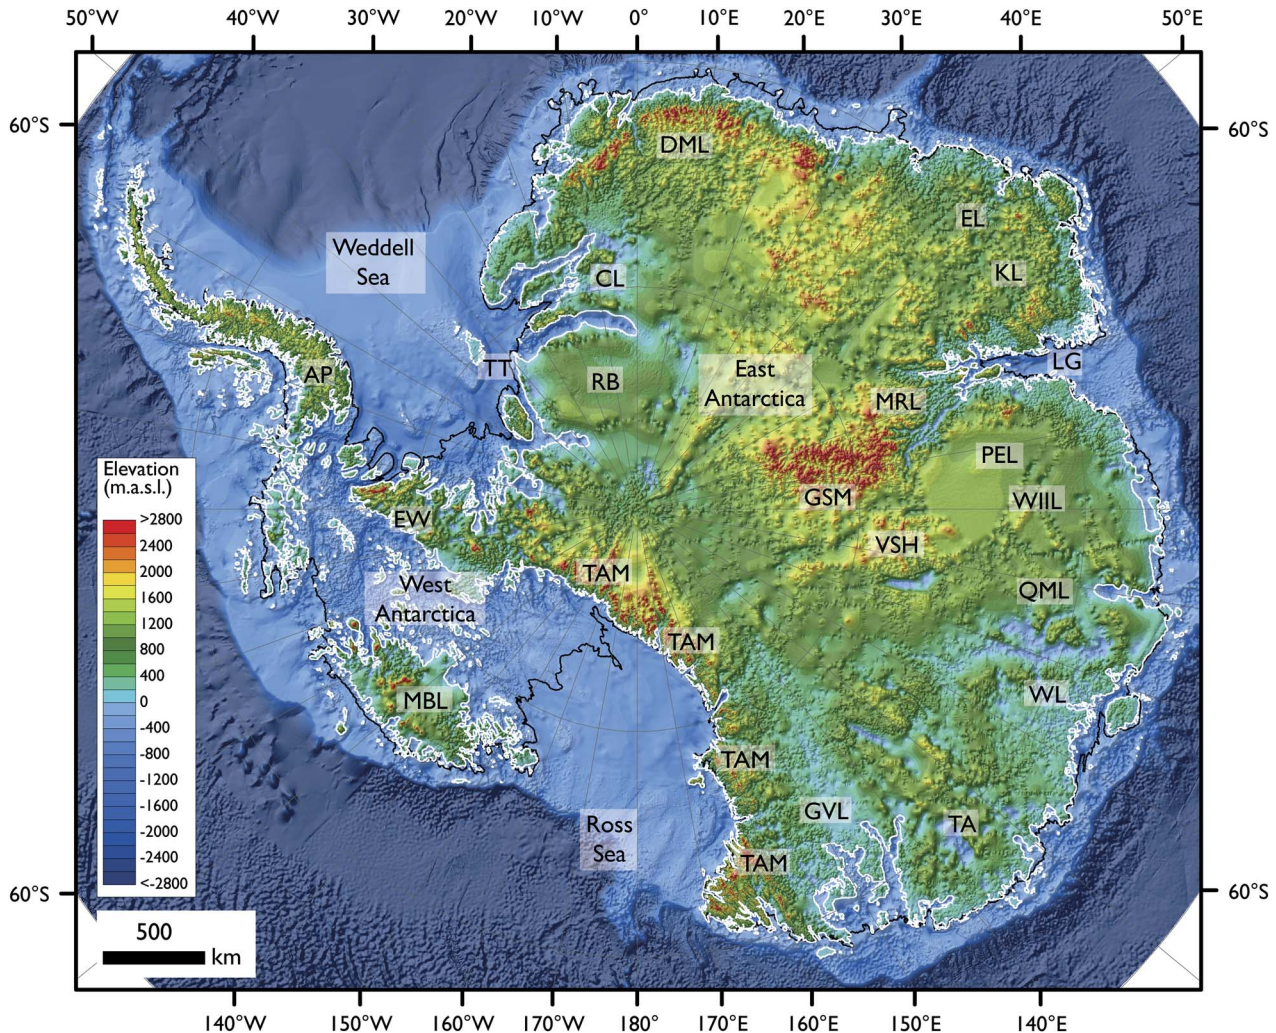 50°W 40°W 30°W 20°W 10°W 0° 10°E 20°E 30°E 40°E 50°E
60°S
60°S
DML
EL
Weddell
Sea
CL
KL
LG
TT
AP
RB
East
Antarctica
MRL
PEL
Elevation
(m.a.s.l.)
>2800
2400
2000
1600
1200
800
400
0
-400
-800
-1200
-1600
-2000
-2400
<-2800
GSM
WIIL
EW
VSH
TAM
West
Antarctica
QML
TAM
MBL
WL
TAM
GVL
TA
Ross
Sea
TAM
60°S
60°S
500
km
140°W 150°W 160°W 170°W 180° 170°E 160°E 150°E 140°E